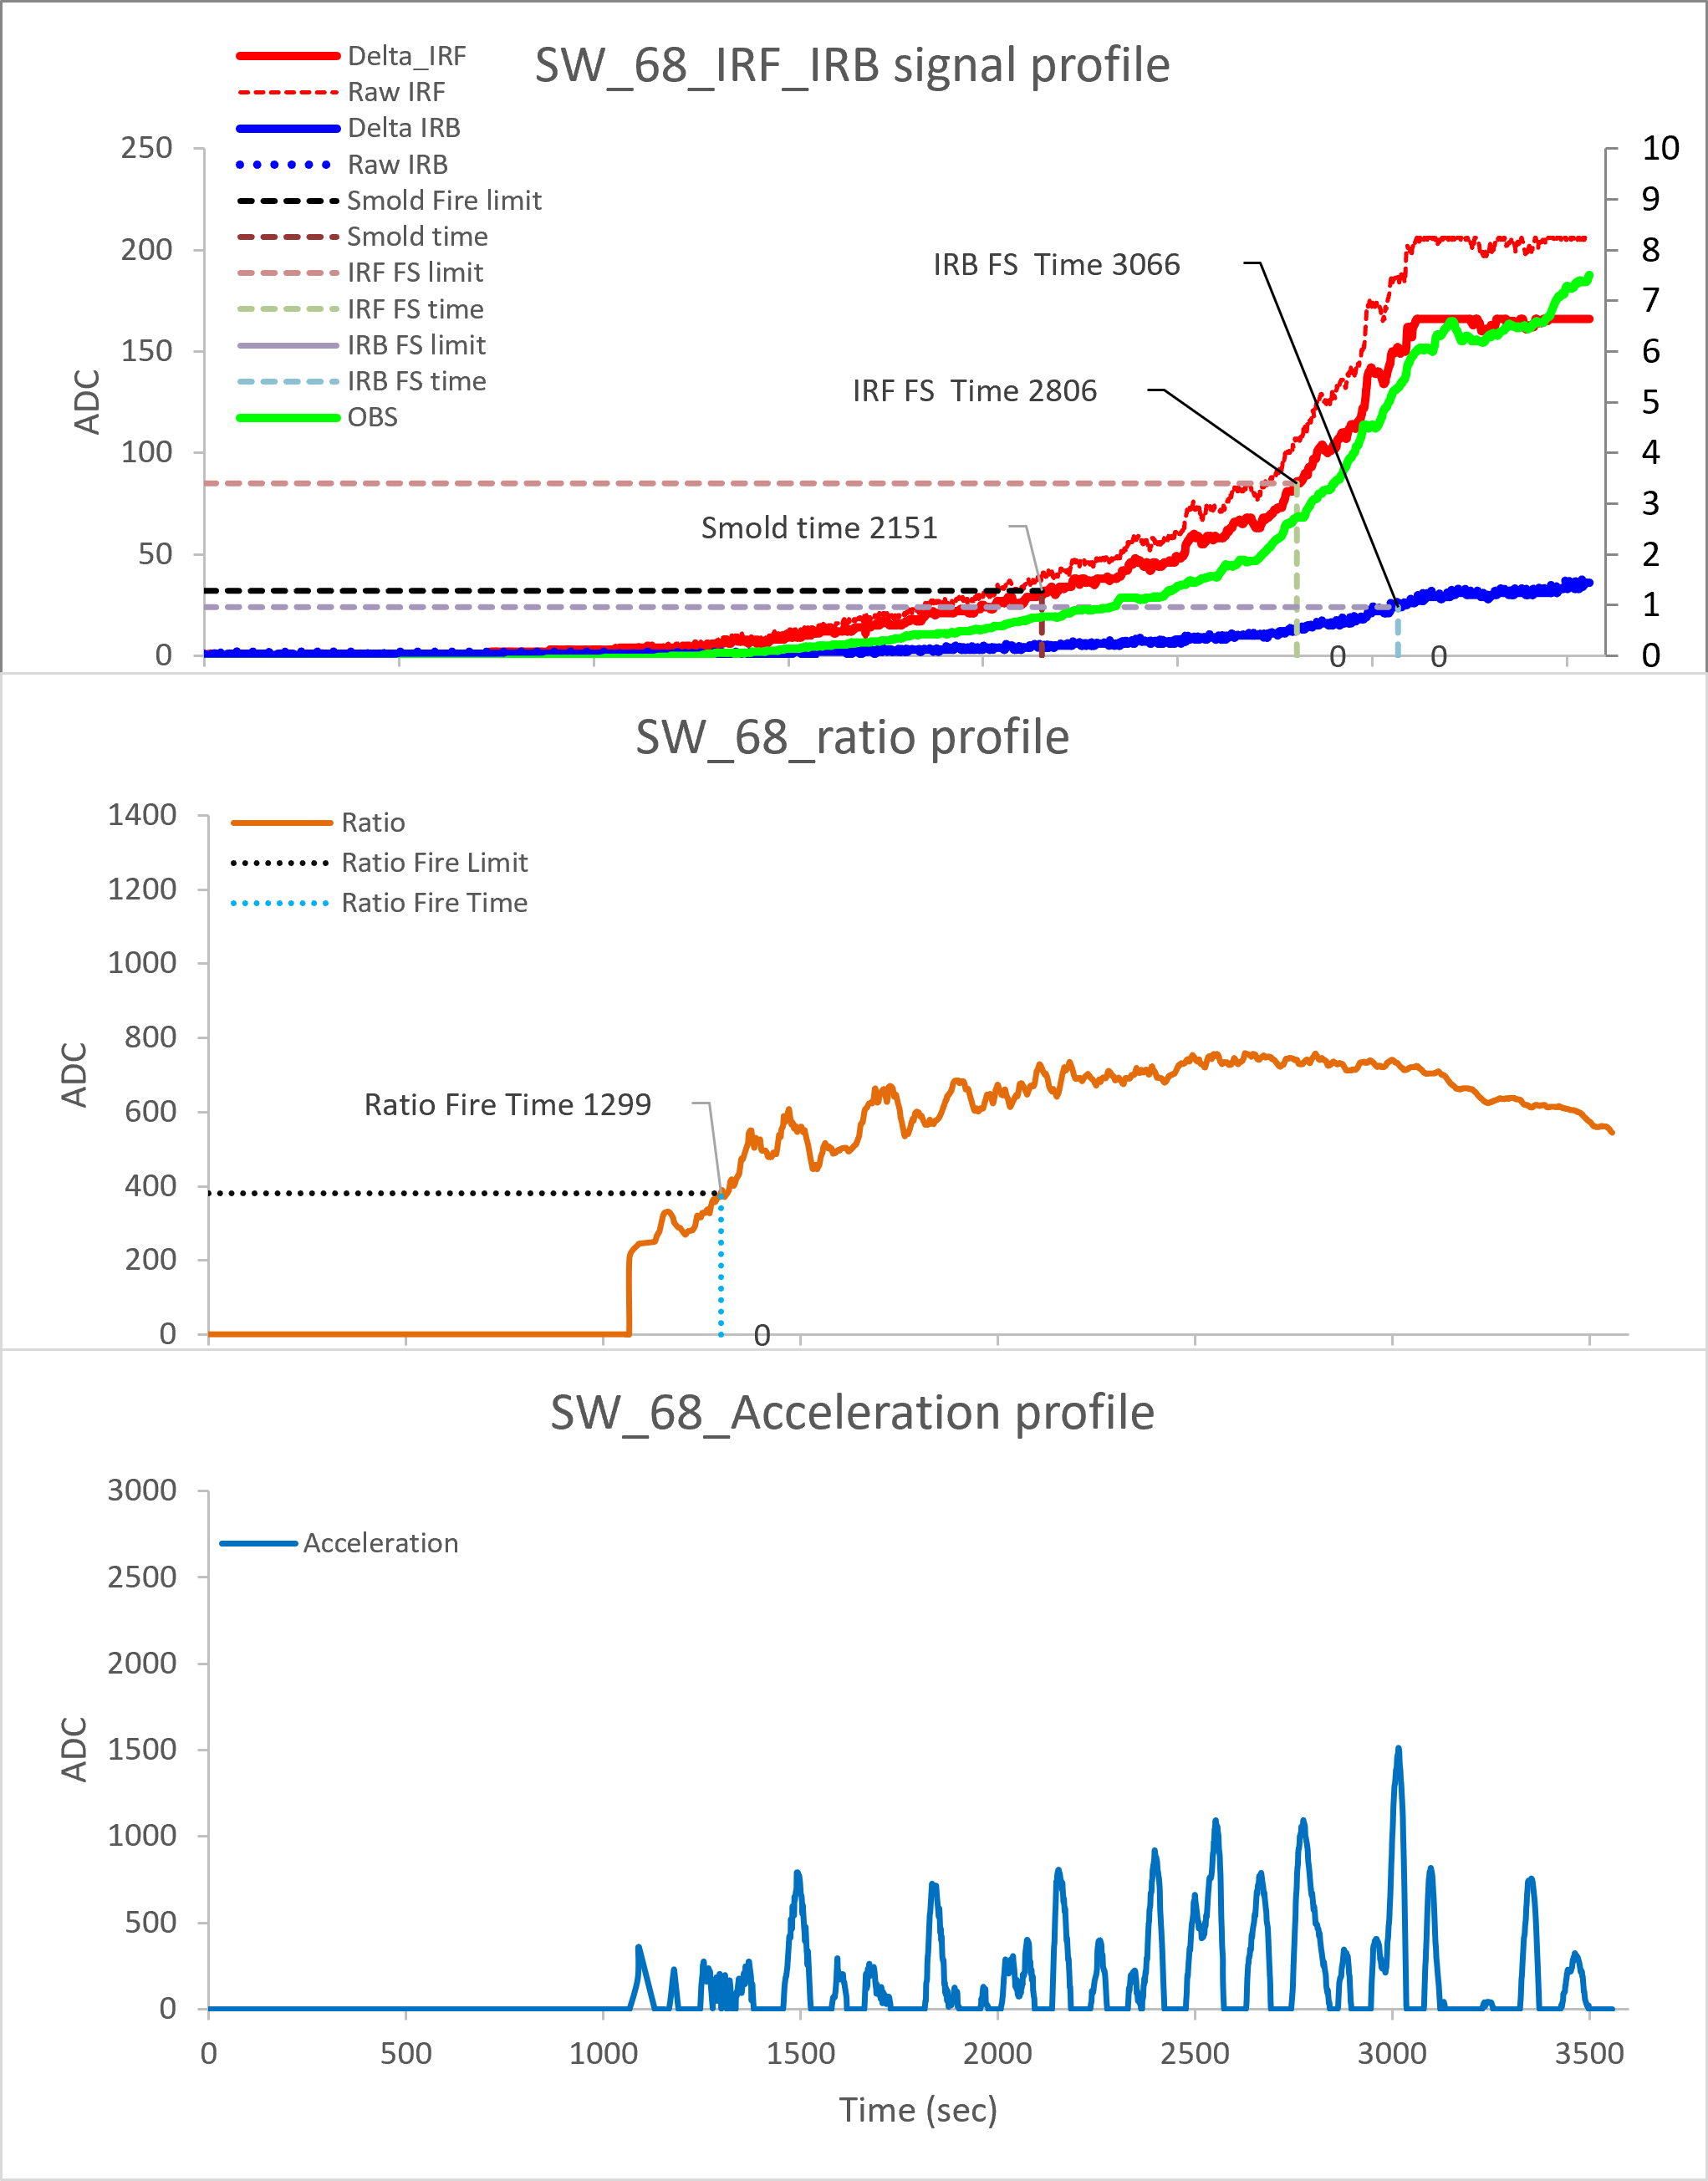 SW_68_IRF_IRB signal profile
Delta_IRF
Raw IRF
Delta IRB
Raw IRB
Smold Fire limit
Smold time
IRF FS limit
IRF FS time
IRB FS limit
IRB FS time
OBS
250
200
150
100
50
0
ADC
10
9
8
7
6
5
4
3
2
1
0
IRB FS  Time 3066
IRF FS  Time 2806
Smold time 2151
0
0
SW_68_ratio profile
Ratio
Ratio Fire Limit
Ratio Fire Time
1400
1200
1000
800
600
400
200
0
ADC
Ratio Fire Time 1299
0
SW_68_Acceleration profile
Acceleration
3000
2500
2000
1500
1000
500
0
ADC
0 500 1000 1500 2000 2500 3000 3500
Time (sec)